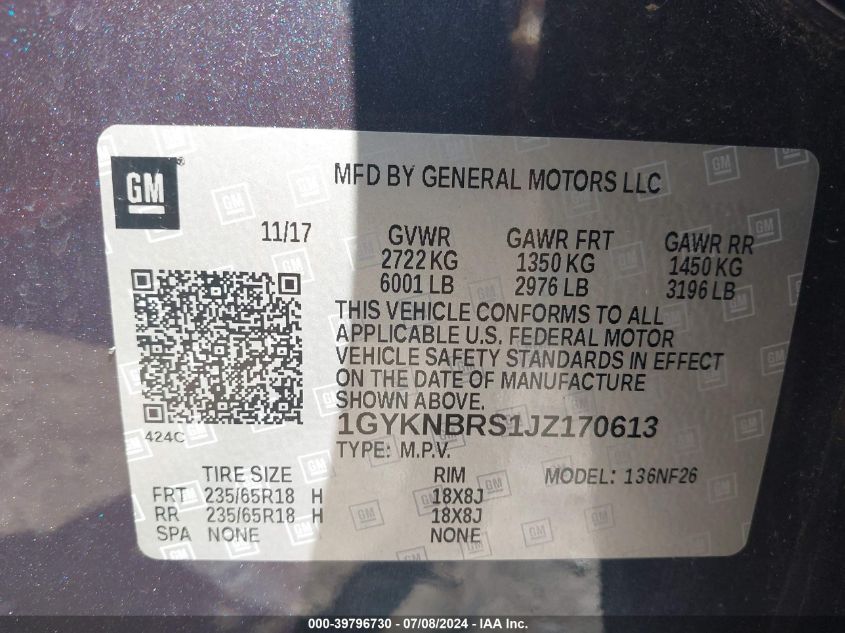 GM
MFD BY GENERAL MOTORS LLC
11/17
GVWR GAWR FRT GAWR RR
2722 KG 1350 KG 1450 KG
6001 LB 2976 LB 3196 LB
THIS VEHICLE CONFORMS TO ALL
APPLICABLE U.S. FEDERAL MOTOR
VEHICLE SAFETY STANDARDS IN EFFECT
ON THE DATE OF MANUFACTURE
SHOWN ABOVE.
424C
1GYKNBRS1JZ170613
TYPE: M.P.V.
TIRE SIZE RIM MODEL: 136NF26
FRT 235/65R18 H 18X8J
RR 235/65R18 H 18X8J
SPA NONE NONE
000-39796730 - 07/08/2024 - IAA Inc.